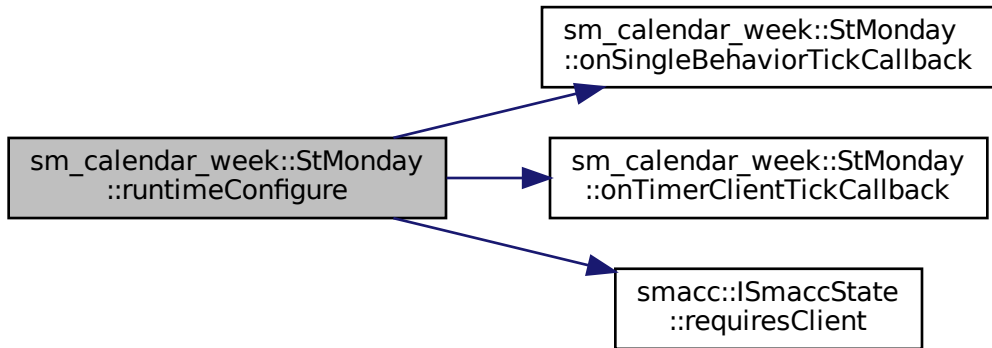 sm_calendar_week::StMonday
::runtimeConfigure
sm_calendar_week::StMonday
::onSingleBehaviorTickCallback
sm_calendar_week::StMonday
::onTimerClientTickCallback
smacc::ISmaccState
::requiresClient